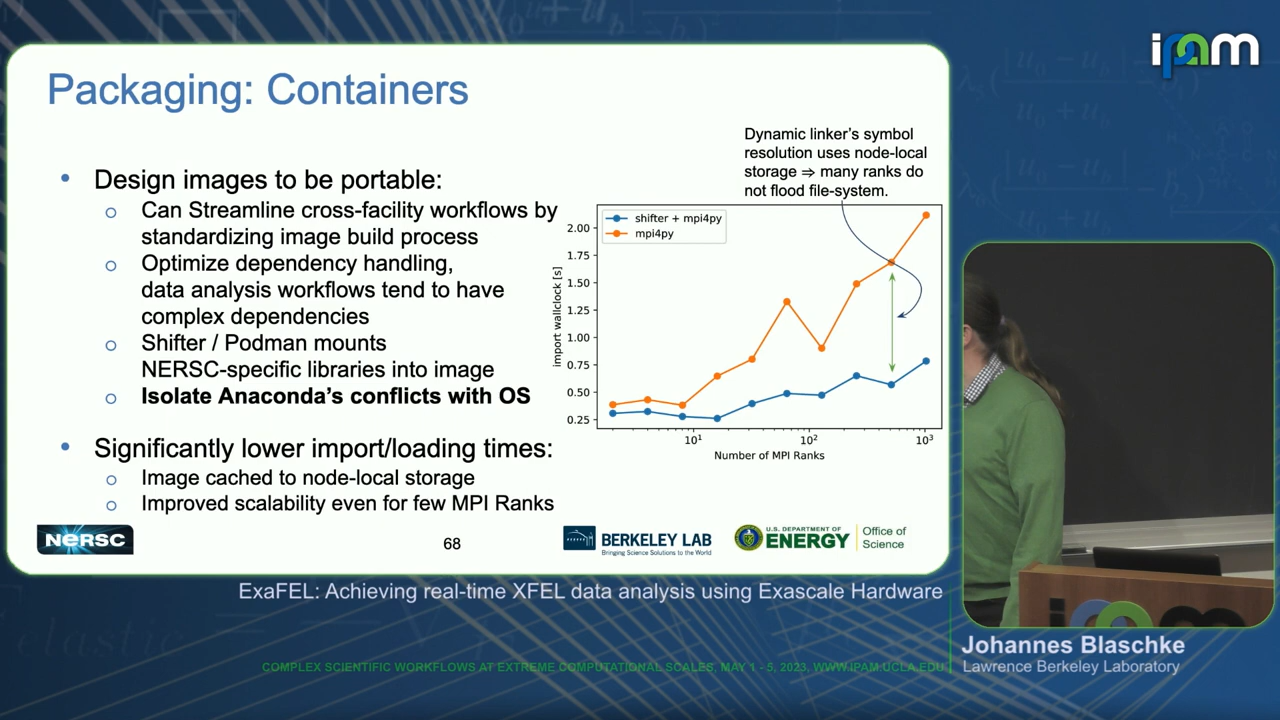 ipam
Packaging: Containers
Dynamic linker's symbol
resolution uses node-local
storage ⇒ many ranks do
not flood file-system.
• Design images to be portable:
o Can Streamline cross-facility workflows by
standardizing image build process
o Optimize dependency handling,
data analysis workflows tend to have
complex dependencies
o Shifter / Podman mounts
NERSC-specific libraries into image
o Isolate Anaconda's conflicts with OS
• Significantly lower import/loading times:
o Image cached to node-local storage
o Improved scalability even for few MPI Ranks
shifter + mpi4py
mpi4py
import wallclock [s]
2.00
1.75
1.50
1.25
1.00
0.75
0.50
0.25
10¹
10²
10³
Number of MPI Ranks
NERSC
68
BERKELEY LAB
Bringing Science Solutions to the World
U.S. DEPARTMENT OF
ENERGY
Office of
Science
ExaFEL: Achieving real-time XFEL data analysis using Exascale Hardware
Johannes Blaschke
Lawrence Berkeley Laboratory
COMPLEX SCIENTIFIC WORKFLOWS AT EXTREME COMPUTATIONAL SCALES, MAY 1 - 5, 2023, WWW.IPAM.UCLA.EDU